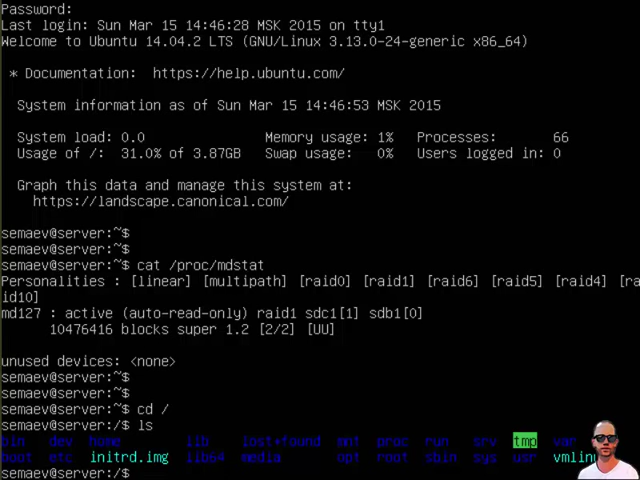 Password:
Last login: Sun Mar 15 14:46:28 MSK 2015 on tty1
Welcome to Ubuntu 14.04.2 LTS (GNU/Linux 3.13.0-24-generic x86_64)
* Documentation:  https://help.ubuntu.com/
System information as of Sun Mar 15 14:46:53 MSK 2015
System load: 0.0 Memory usage: 1% Processes: 66
Usage of /: 31.0% of 3.87GB Swap usage: 0% Users logged in: 0
Graph this data and manage this system at:
https://landscape.canonical.com/
semaev@server:~$
semaev@server:~$
semaev@server:~$ cat /proc/mdstat
Personalities : [linear] [multipath] [raid0] [raid1] [raid6] [raid5] [raid4] [ra
id10]
md127 : active (auto-read-only) raid1 sdc1[1] sdb1[0]
10476416 blocks super 1.2 [2/2] [UU]
unused devices: <none>
semaev@server:~$
semaev@server:~$
semaev@server:~$ cd /
semaev@server:/$ ls
bin dev home lib lost+found mnt proc run srv tmp var
boot etc initrd.img lib64 media opt root sbin sys usr vmlinu
semaev@server:/$